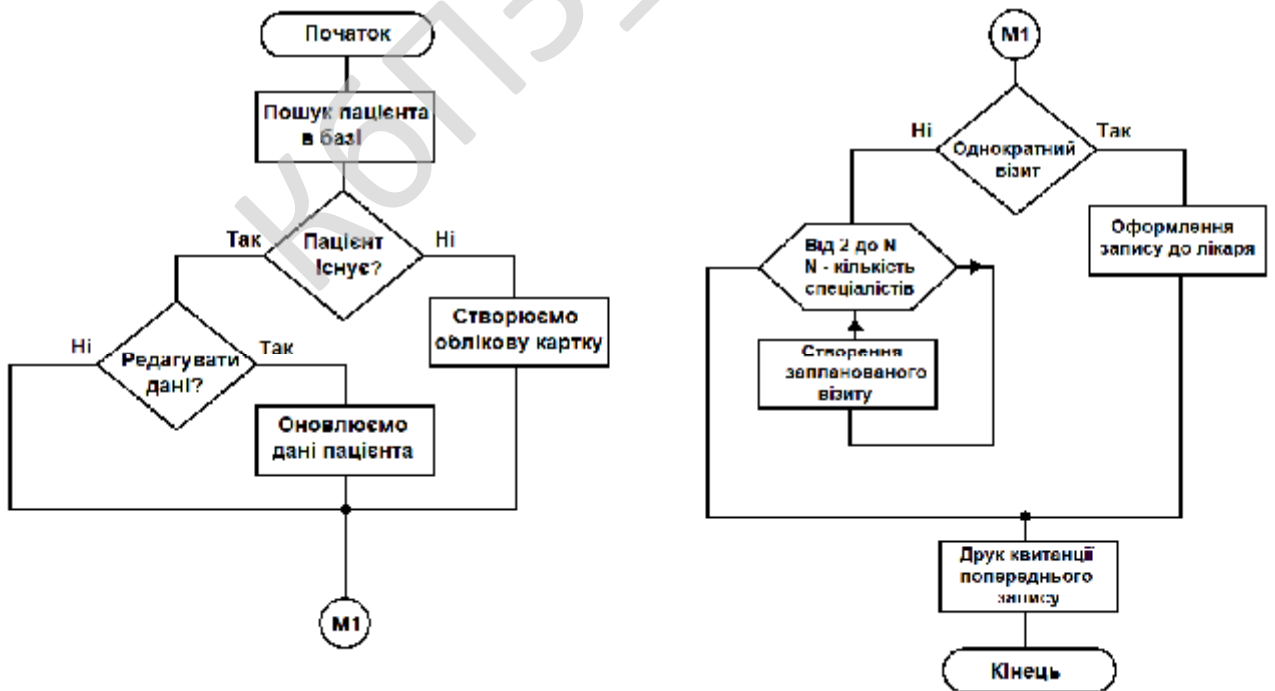 Початок
Пошук пацієнта
в базі
Пацієнт
Існує?
Так
Ні
Створюємо
облікову картку
Редагувати
дані?
Ні
Так
Оновлюємо
дані пацієнта
М1
М1
Однократний
візит
Ні
Так
Оформлення
запису до лікаря
Від 2 до N
N - кількість
спеціалістів
Створення
запланованого
візиту
Друк квитанції
попереднього
запису
Кінець